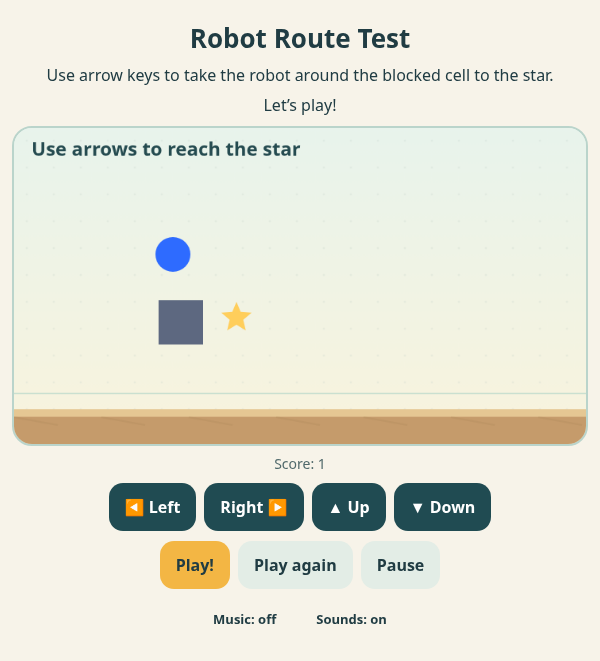 Robot Route Test
Use arrow keys to take the robot around the blocked cell to the star.
Let’s play!
Use arrows to reach the star
Score: 1
◀️ Left
Right ▶️
▲ Up
▼ Down
Play!
Play again
Pause
Music: off
Sounds: on